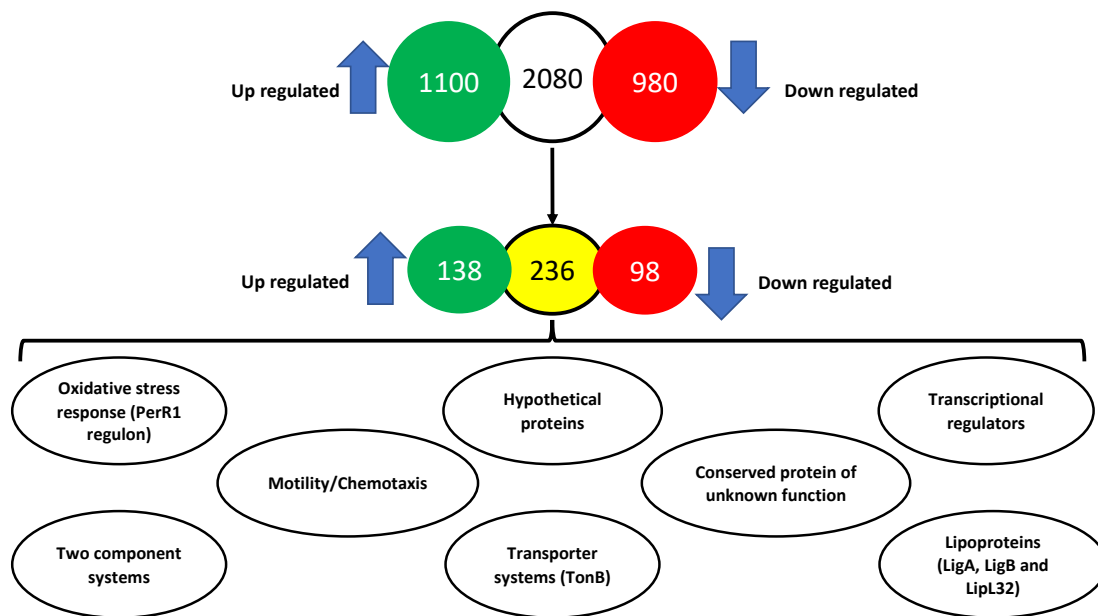 1100
2080
980
Up regulated
Down regulated
138
236
98
Up regulated
Down regulated
Oxidative stress
response (PerR1
regulon)
Hypothetical
proteins
Transcriptional
regulators
Motility/Chemotaxis
Conserved protein of
unknown function
Two component
systems
Transporter
systems (TonB)
Lipoproteins
(LigA, LigB and
LipL32)